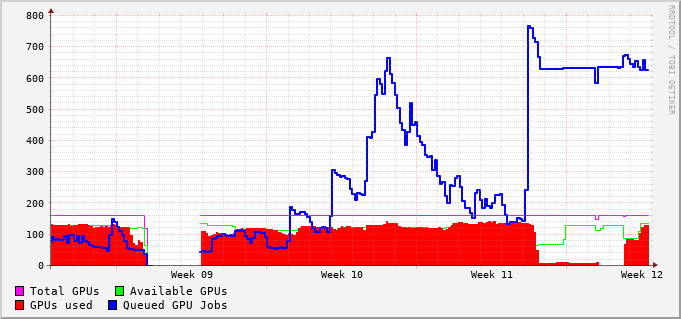 800
700
600
500
400
300
200
100
0
Week 09 Week 10 Week 11 Week 12
Total GPUs Available GPUs
GPUs used Queued GPU Jobs
RRDTOOL / TOBI OETIKER